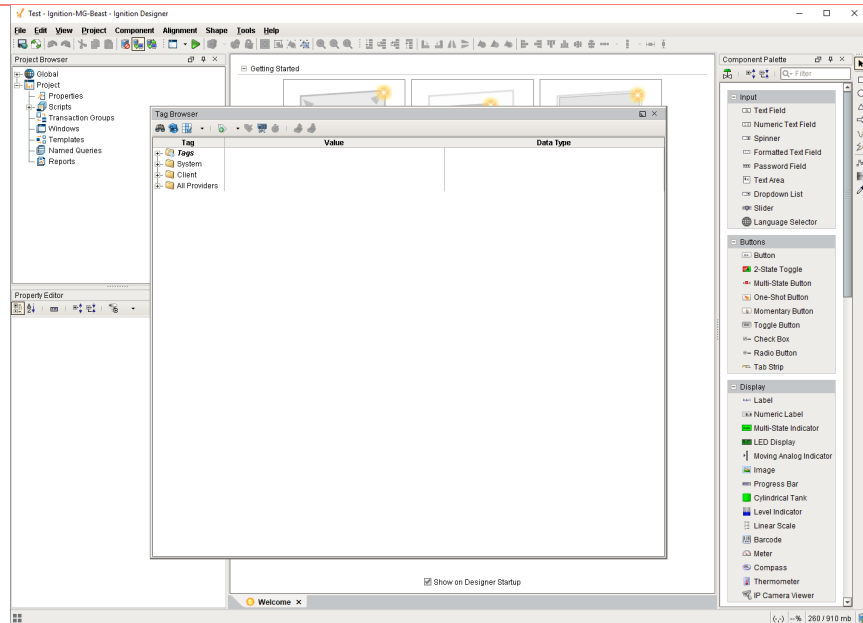 Test - Ignition-MG-Beast - Ignition Designer
File Edit View Project Component Alignment Shape Tools Help
Project Browser
Global
Project
Properties
Scripts
Transaction Groups
Windows
Templates
Named Queries
Reports
Property Editor
Getting Started
Tag Browser
Tag Value Data Type
Tags
System
Client
All Providers
Show on Designer Startup
Welcome
Component Palette
Filter
Input
Text Field
Numeric Text Field
Spinner
Formatted Text Field
Password Field
Text Area
Dropdown List
Slider
Language Selector
Buttons
Button
2-State Toggle
Multi-State Button
One-Shot Button
Momentary Button
Toggle Button
Check Box
Radio Button
Tab Strip
Display
Label
Numeric Label
Multi-State Indicator
LED Display
Moving Analog Indicator
Image
Progress Bar
Cylindrical Tank
Level Indicator
Linear Scale
Barcode
Meter
Compass
Thermometer
IP Camera Viewer
(-,-) --% 260 / 910 mb